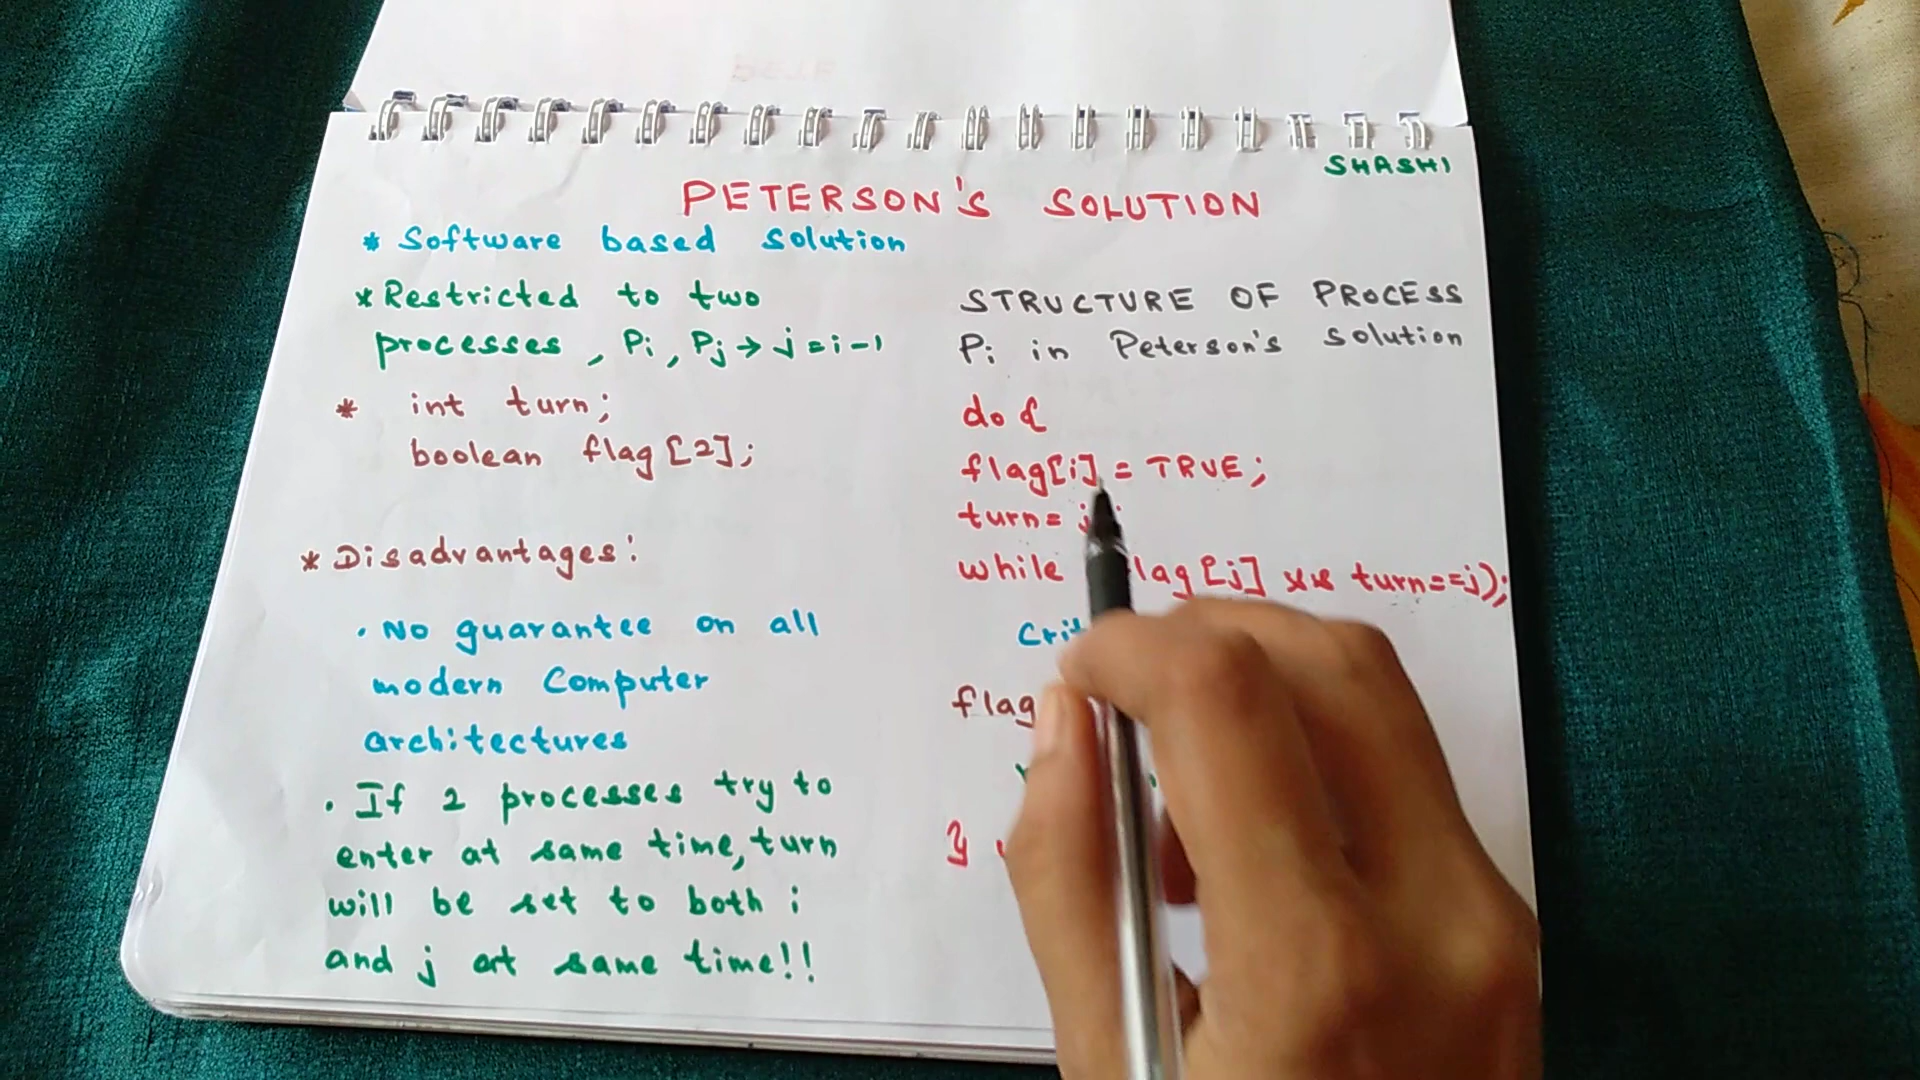 SHASHI
PETERSON'S SOLUTION
* Software based solution
* Restricted to two
processes, Pi, Pj → j = i - 1
* int turn;
boolean flag [2];
* Disadvantages:
. No guarantee on all
modern Computer
architectures
. If 2 processes try to
enter at same time, turn
will be set to both i
and j at same time!!
STRUCTURE OF PROCESS
Pi in Peterson's solution
do {
flag[i] = TRUE;
turn = j;
while lag [j] && turn==j);
Crit
flag
}